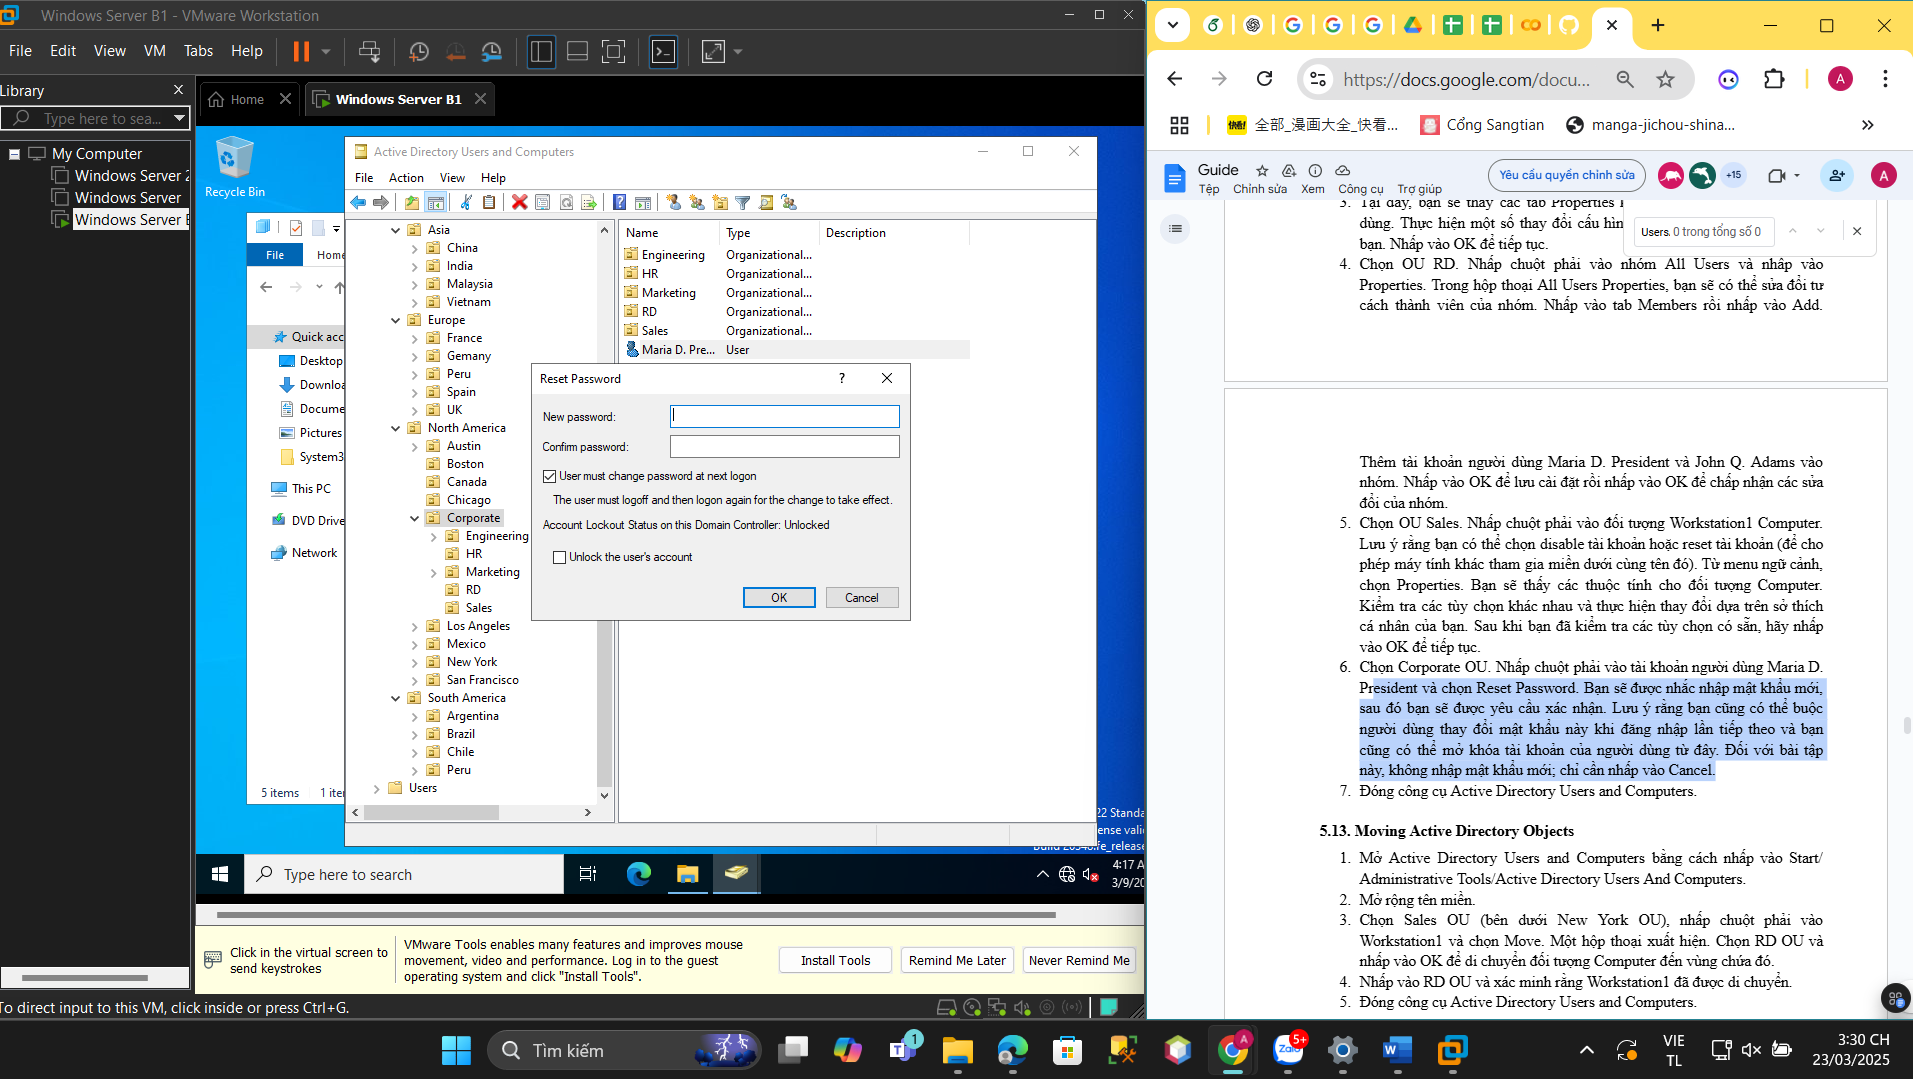 Windows Server B1 - VMware Workstation
File Edit View VM Tabs Help
Library
Type here to sea...
My Computer
Windows Server 2
Windows Server
Windows Server B
Home
Windows Server B1
Recycle Bin
File
Home
Quick acc
Desktop
Downloa
Docume
Pictures
System3
This PC
DVD Drive
Network
5 items
1 iter
Active Directory Users and Computers
File Action View Help
Asia
China
India
Malaysia
Vietnam
Europe
France
Gemany
Peru
Spain
UK
North America
Austin
Boston
Canada
Chicago
Corporate
Engineering
HR
Marketing
RD
Sales
Los Angeles
Mexico
New York
San Francisco
South America
Argentina
Brazil
Chile
Peru
Users
Name Type Description
Engineering Organizational...
HR Organizational...
Marketing Organizational...
RD Organizational...
Sales Organizational...
Maria D. Pre... User
Reset Password
New password:
Confirm password:
User must change password at next logon
The user must logoff and then logon again for the change to take effect.
Account Lockout Status on this Domain Controller: Unlocked
Unlock the user's account
OK
Cancel
22 Standa
ense valid
Build 20348.fe_release
Type here to search
4:17 A
3/9/20
Click in the virtual screen to
send keystrokes
VMware Tools enables many features and improves mouse
movement, video and performance. Log in to the guest
operating system and click "Install Tools".
Install Tools
Remind Me Later
Never Remind Me
To direct input to this VM, click inside or press Ctrl+G.
https://docs.google.com/docu...
A
快看! 全部_漫画大全_快看...
Cổng Sangtian
manga-jichou-shina...
Guide
Tệp Chỉnh sửa Xem Công cụ Trợ giúp
Yêu cầu quyền chỉnh sửa
+15
A
Users. 0 trong tổng số 0
3. Tại đây, bạn sẽ thấy các tab Properties
dùng. Thực hiện một số thay đổi cấu hìn
bạn. Nhấp vào OK để tiếp tục.
4. Chọn OU RD. Nhấp chuột phải vào nhóm All Users và nhấp vào
Properties. Trong hộp thoại All Users Properties, bạn sẽ có thể sửa đổi tư
cách thành viên của nhóm. Nhấp vào tab Members rồi nhấp vào Add.
Thêm tài khoản người dùng Maria D. President và John Q. Adams vào
nhóm. Nhấp vào OK để lưu cài đặt rồi nhấp vào OK để chấp nhận các sửa
đổi của nhóm.
5. Chọn OU Sales. Nhấp chuột phải vào đối tượng Workstation1 Computer.
Lưu ý rằng bạn có thể chọn disable tài khoản hoặc reset tài khoản (để cho
phép máy tính khác tham gia miền dưới cùng tên đó). Từ menu ngữ cảnh,
chọn Properties. Bạn sẽ thấy các thuộc tính cho đối tượng Computer.
Kiểm tra các tùy chọn khác nhau và thực hiện thay đổi dựa trên sở thích
cá nhân của bạn. Sau khi bạn đã kiểm tra các tùy chọn có sẵn, hãy nhấp
vào OK để tiếp tục.
6. Chọn Corporate OU. Nhấp chuột phải vào tài khoản người dùng Maria D.
President và chọn Reset Password. Bạn sẽ được nhắc nhập mật khẩu mới,
sau đó bạn sẽ được yêu cầu xác nhận. Lưu ý rằng bạn cũng có thể buộc
người dùng thay đổi mật khẩu này khi đăng nhập lần tiếp theo và bạn
cũng có thể mở khóa tài khoản của người dùng từ đây. Đối với bài tập
này, không nhập mật khẩu mới; chỉ cần nhấp vào Cancel.
7. Đóng công cụ Active Directory Users and Computers.
5.13. Moving Active Directory Objects
1. Mở Active Directory Users and Computers bằng cách nhấp vào Start/
Administrative Tools/Active Directory Users And Computers.
2. Mở rộng tên miền.
3. Chọn Sales OU (bên dưới New York OU), nhấp chuột phải vào
Workstation1 và chọn Move. Một hộp thoại xuất hiện. Chọn RD OU và
nhấp vào OK để di chuyển đối tượng Computer đến vùng chứa đó.
4. Nhấp vào RD OU và xác minh rằng Workstation1 đã được di chuyển.
5. Đóng công cụ Active Directory Users and Computers.
Tìm kiếm
1
A
Zalo
5+
VIE
TL
3:30 CH
23/03/2025